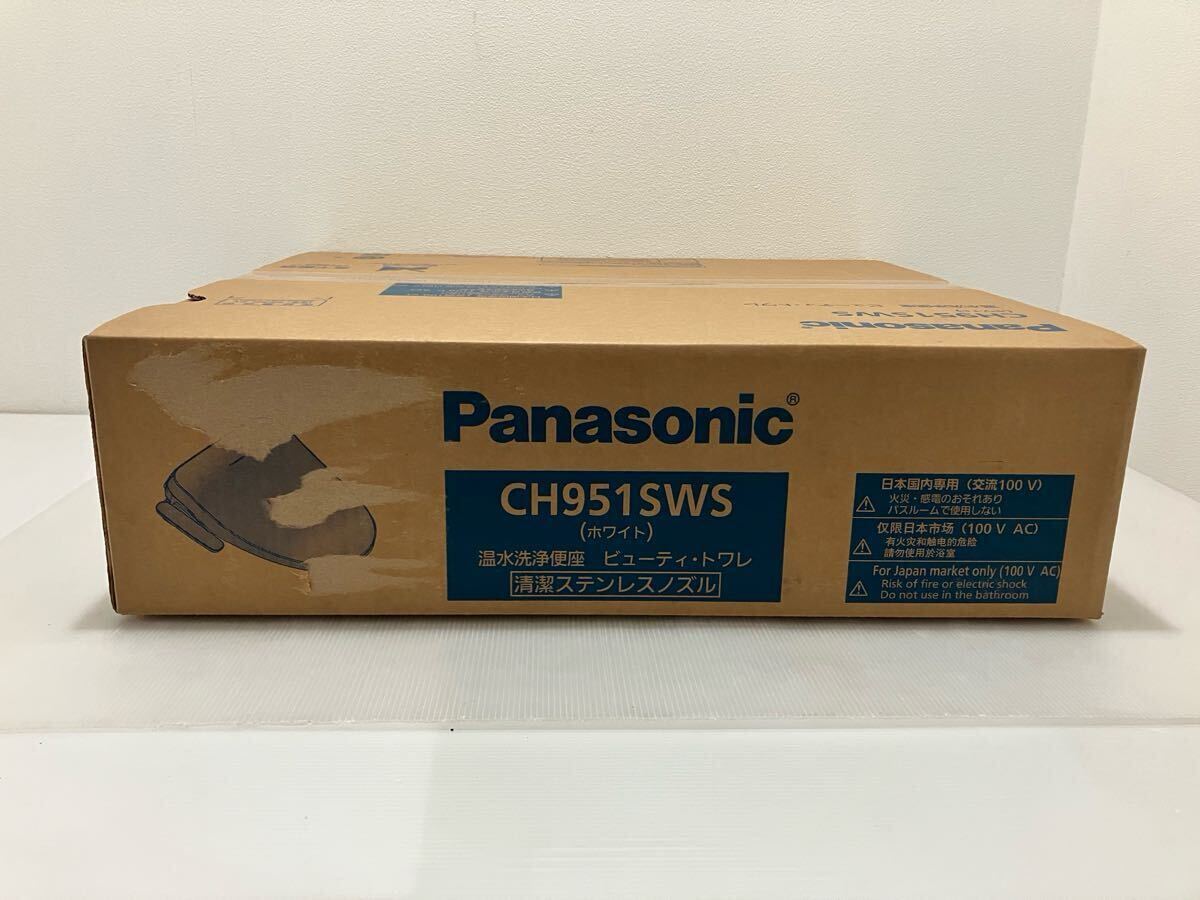 Panasonic
CH951SWS
Panasonic®
CH951SWS
(ホワイト)
温水洗浄便座 ビューティ・トワレ
清潔ステンレスノズル
日本国内専用（交流100 V）
火災・感電のおそれあり
バスルームで使用しない
仅限日本市场（100 V AC）
有火灾和触电的危险
請勿使用於浴室
For Japan market only (100 V AC)
Risk of fire or electric shock
Do not use in the bathroom